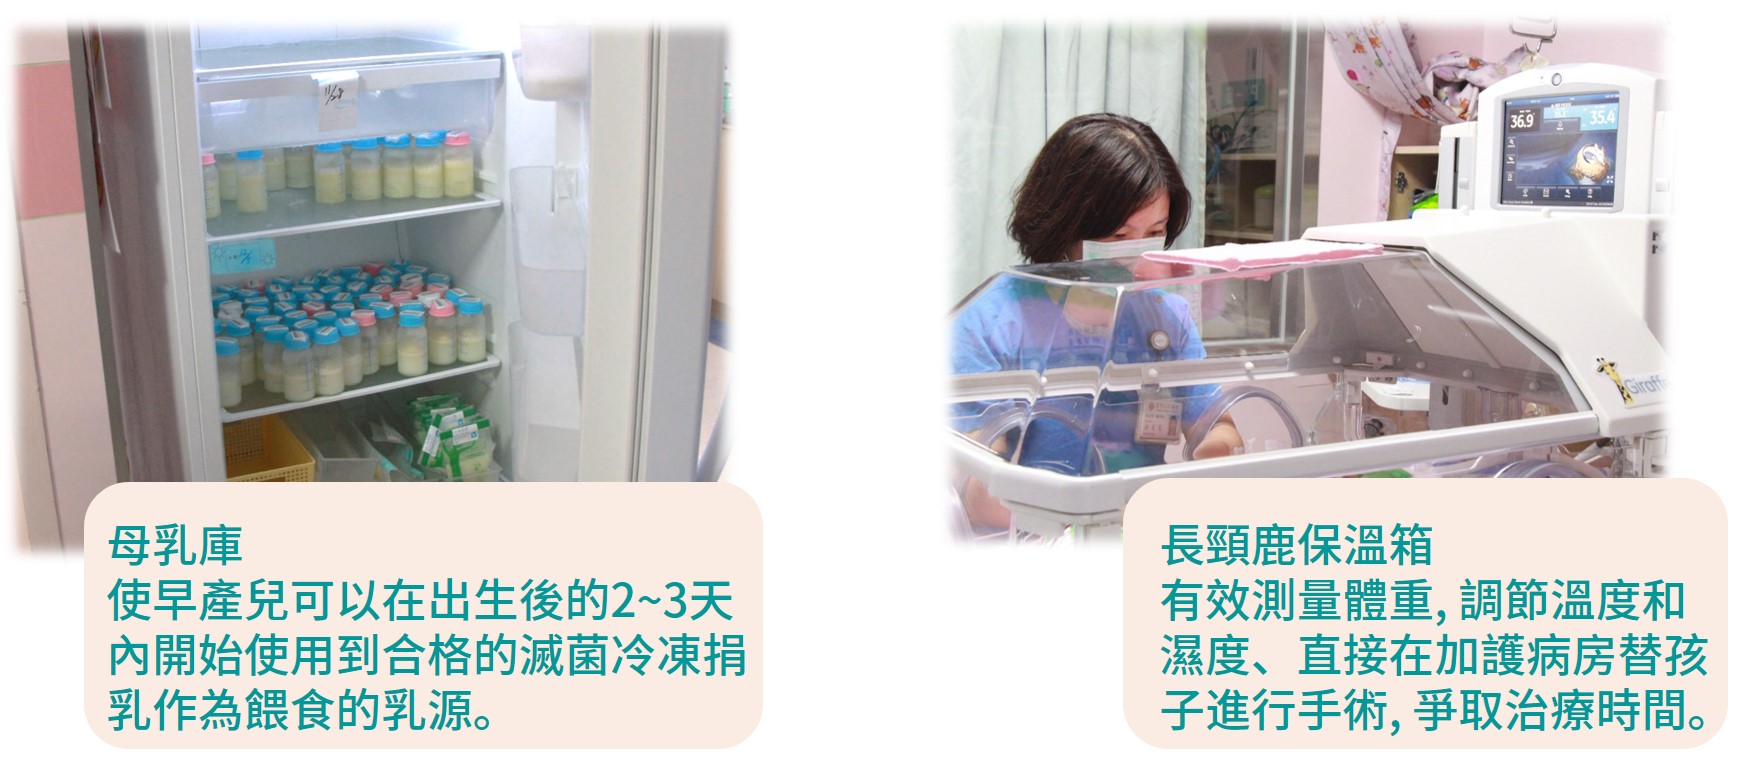 11/28
36.9
35.4
Giraffe
母乳庫
使早產兒可以在出生後的2~3天
內開始使用到合格的滅菌冷凍捐
乳作為餵食的乳源。
長頸鹿保溫箱
有效測量體重, 調節溫度和
濕度、直接在加護病房替孩
子進行手術, 爭取治療時間。